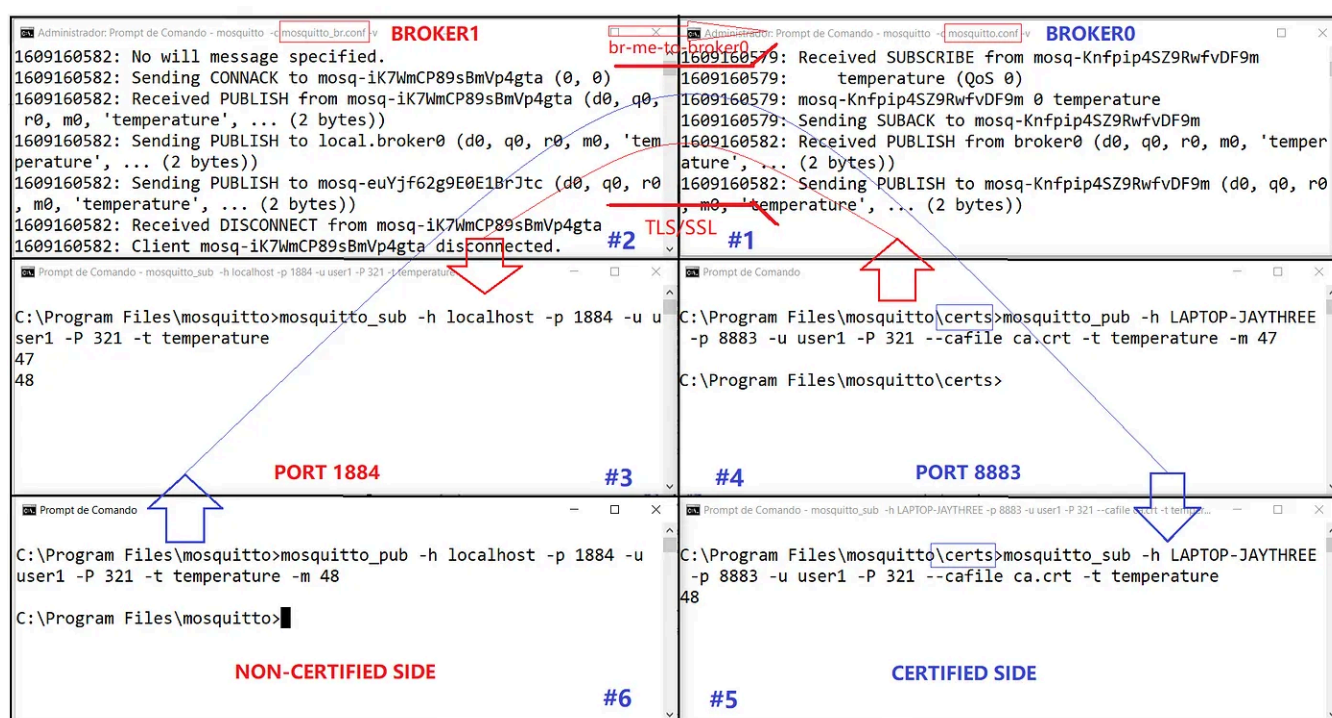 Administrador: Prompt de Comando - mosquitto -c mosquitto_br.conf -v
BROKER1
1609160582: No will message specified.
1609160582: Sending CONNACK to mosq-iK7WmCP89sBmVp4gta (0, 0)
1609160582: Received PUBLISH from mosq-iK7WmCP89sBmVp4gta (d0, q0,
r0, m0, 'temperature', ... (2 bytes))
1609160582: Sending PUBLISH to local.broker0 (d0, q0, r0, m0, 'tem
perature', ... (2 bytes))
1609160582: Sending PUBLISH to mosq-euYjf62g9E0E1BrJtc (d0, q0, r0
, m0, 'temperature', ... (2 bytes))
1609160582: Received DISCONNECT from mosq-iK7WmCP89sBmVp4gta
1609160582: Client mosq-iK7WmCP89sBmVp4gta disconnected.
#2
br-me-to-broker0
TLS/SSL
Administrador: Prompt de Comando - mosquitto -c mosquitto.conf -v
BROKER0
1609160579: Received SUBSCRIBE from mosq-Knfpip4SZ9RwfvDF9m
1609160579: temperature (QoS 0)
1609160579: mosq-Knfpip4SZ9RwfvDF9m 0 temperature
1609160579: Sending SUBACK to mosq-Knfpip4SZ9RwfvDF9m
1609160582: Received PUBLISH from broker0 (d0, q0, r0, m0, 'temper
ature', ... (2 bytes))
1609160582: Sending PUBLISH to mosq-Knfpip4SZ9RwfvDF9m (d0, q0, r0
, m0, 'temperature', ... (2 bytes))
#1
Prompt de Comando - mosquitto_sub -h localhost -p 1884 -u user1 -P 321 -t temperature
C:\Program Files\mosquitto>mosquitto_sub -h localhost -p 1884 -u u
ser1 -P 321 -t temperature
47
48
PORT 1884
#3
Prompt de Comando
C:\Program Files\mosquitto\certs>mosquitto_pub -h LAPTOP-JAYTHREE
-p 8883 -u user1 -P 321 --cafile ca.crt -t temperature -m 47
C:\Program Files\mosquitto\certs>
#4
PORT 8883
Prompt de Comando
C:\Program Files\mosquitto>mosquitto_pub -h localhost -p 1884 -u
user1 -P 321 -t temperature -m 48
C:\Program Files\mosquitto>
NON-CERTIFIED SIDE
#6
Prompt de Comando - mosquitto_sub -h LAPTOP-JAYTHREE -p 8883 -u user1 -P 321 --cafile ca.crt -t temper...
C:\Program Files\mosquitto\certs>mosquitto_sub -h LAPTOP-JAYTHREE
-p 8883 -u user1 -P 321 --cafile ca.crt -t temperature
48
CERTIFIED SIDE
#5